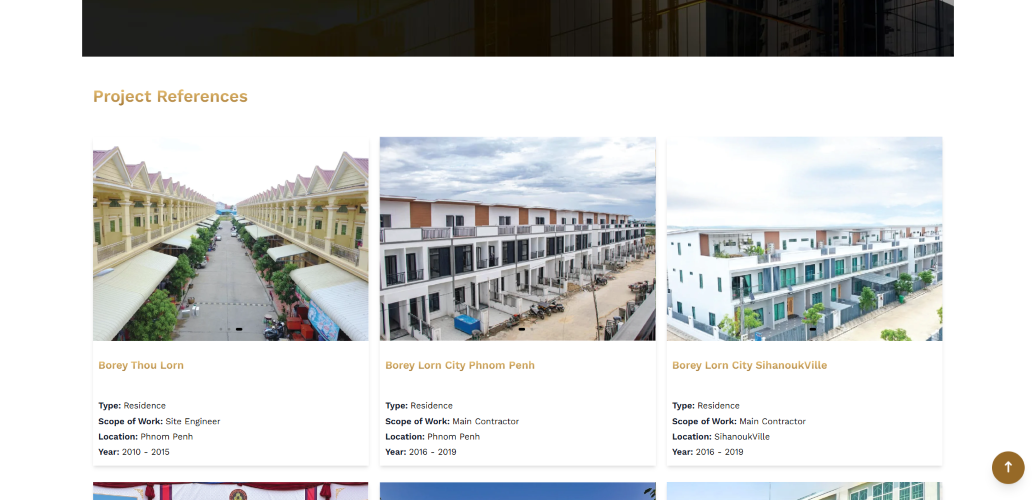 Project References
Borey Thou Lorn
Type: Residence
Scope of Work: Site Engineer
Location: Phnom Penh
Year: 2010 - 2015
Borey Lorn City Phnom Penh
Type: Residence
Scope of Work: Main Contractor
Location: Phnom Penh
Year: 2016 - 2019
Borey Lorn City SihanoukVille
Type: Residence
Scope of Work: Main Contractor
Location: SihanoukVille
Year: 2016 - 2019